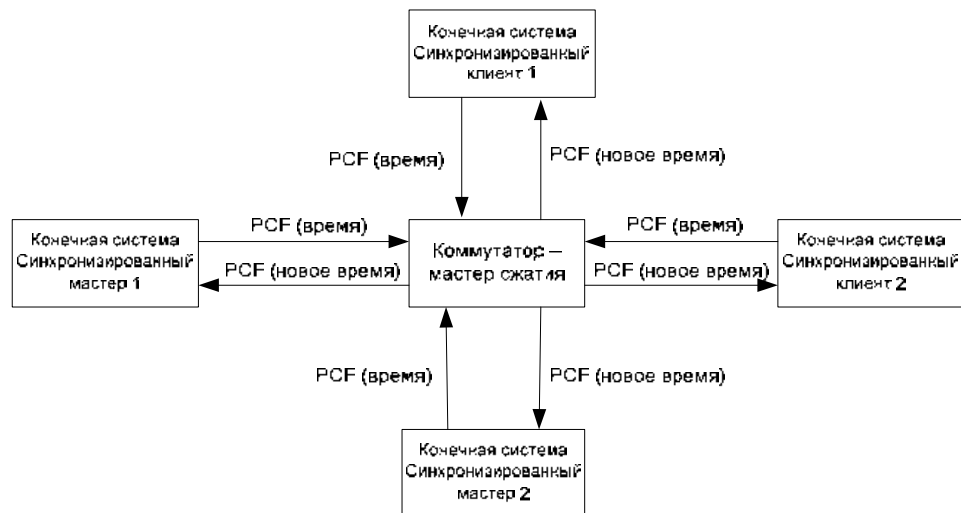 Конечная система
Синхронизированный
клиент 1
PCF (время)
PCF (новое время)
Конечная система
Синхронизированный
мастер 1
PCF (время)
PCF (новое время)
Коммутатор –
мастер сжатия
PCF (время)
PCF (новое время)
Конечная система
Синхронизированный
клиент 2
PCF (время)
PCF (новое время)
Конечная система
Синхронизированный
мастер 2